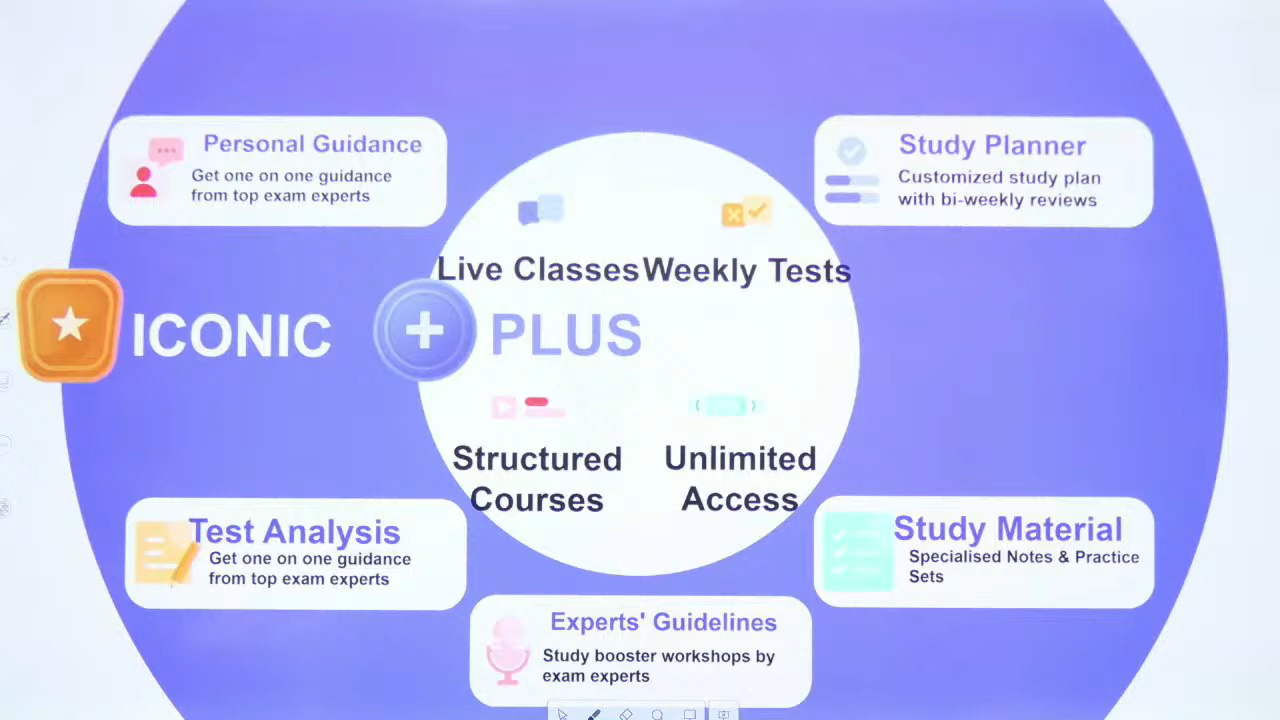 Personal Guidance
Get one on one guidance
from top exam experts
Study Planner
Customized study plan
with bi-weekly reviews
Live Classes
Weekly Tests
ICONIC
PLUS
Structured
Courses
Unlimited
Access
Test Analysis
Get one on one guidance
from top exam experts
Study Material
Specialised Notes & Practice
Sets
Experts' Guidelines
Study booster workshops by
exam experts